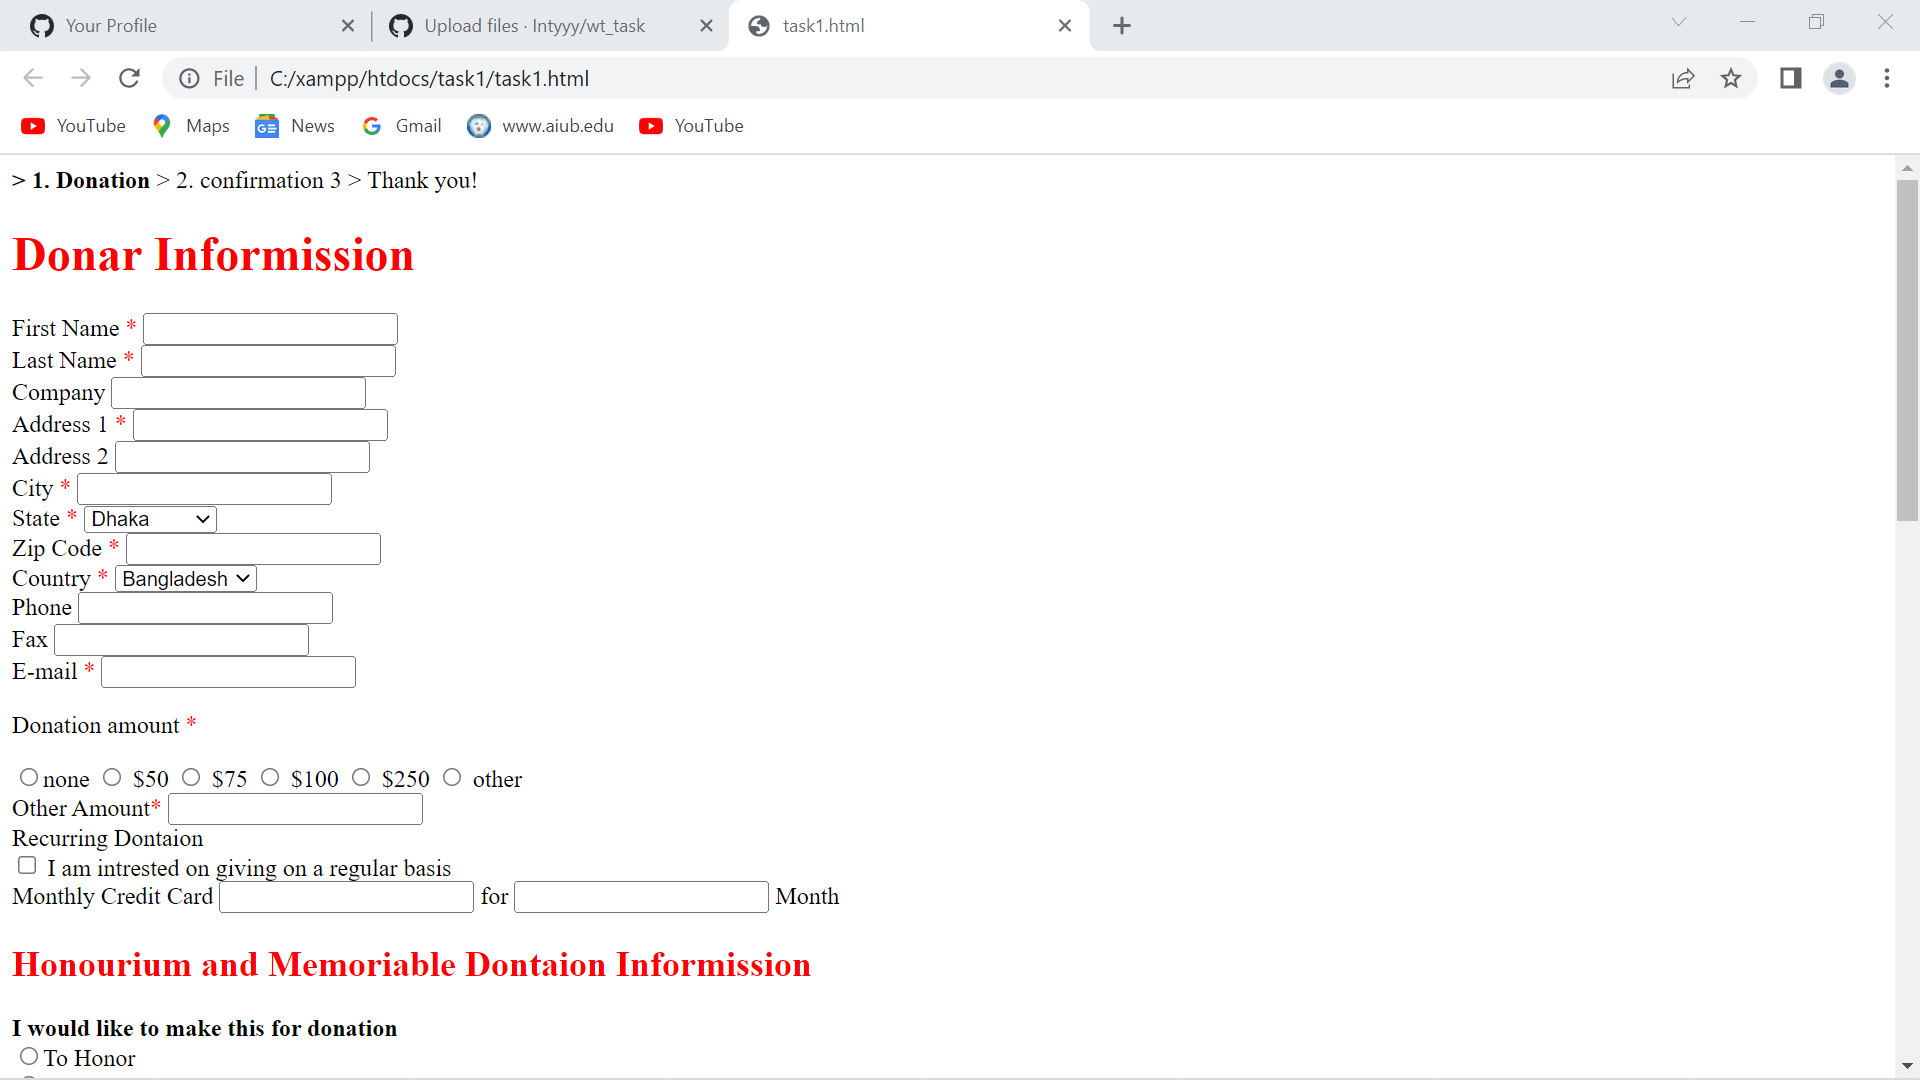 Your Profile
Upload files · Intyyy/wt_task
task1.html
File | C:/xampp/htdocs/task1/task1.html
YouTube
Maps
News
Gmail
www.aiub.edu
YouTube
> 1. Donation > 2. confirmation 3 > Thank you!
Donar Informission
First Name *
Last Name *
Company
Address 1 *
Address 2
City *
State * Dhaka
Zip Code *
Country * Bangladesh
Phone
Fax
E-mail *
Donation amount *
none $50 $75 $100 $250 other
Other Amount*
Recurring Dontaion
I am intrested on giving on a regular basis
Monthly Credit Card for Month
Honourium and Memoriable Dontaion Informission
I would like to make this for donation
To Honor